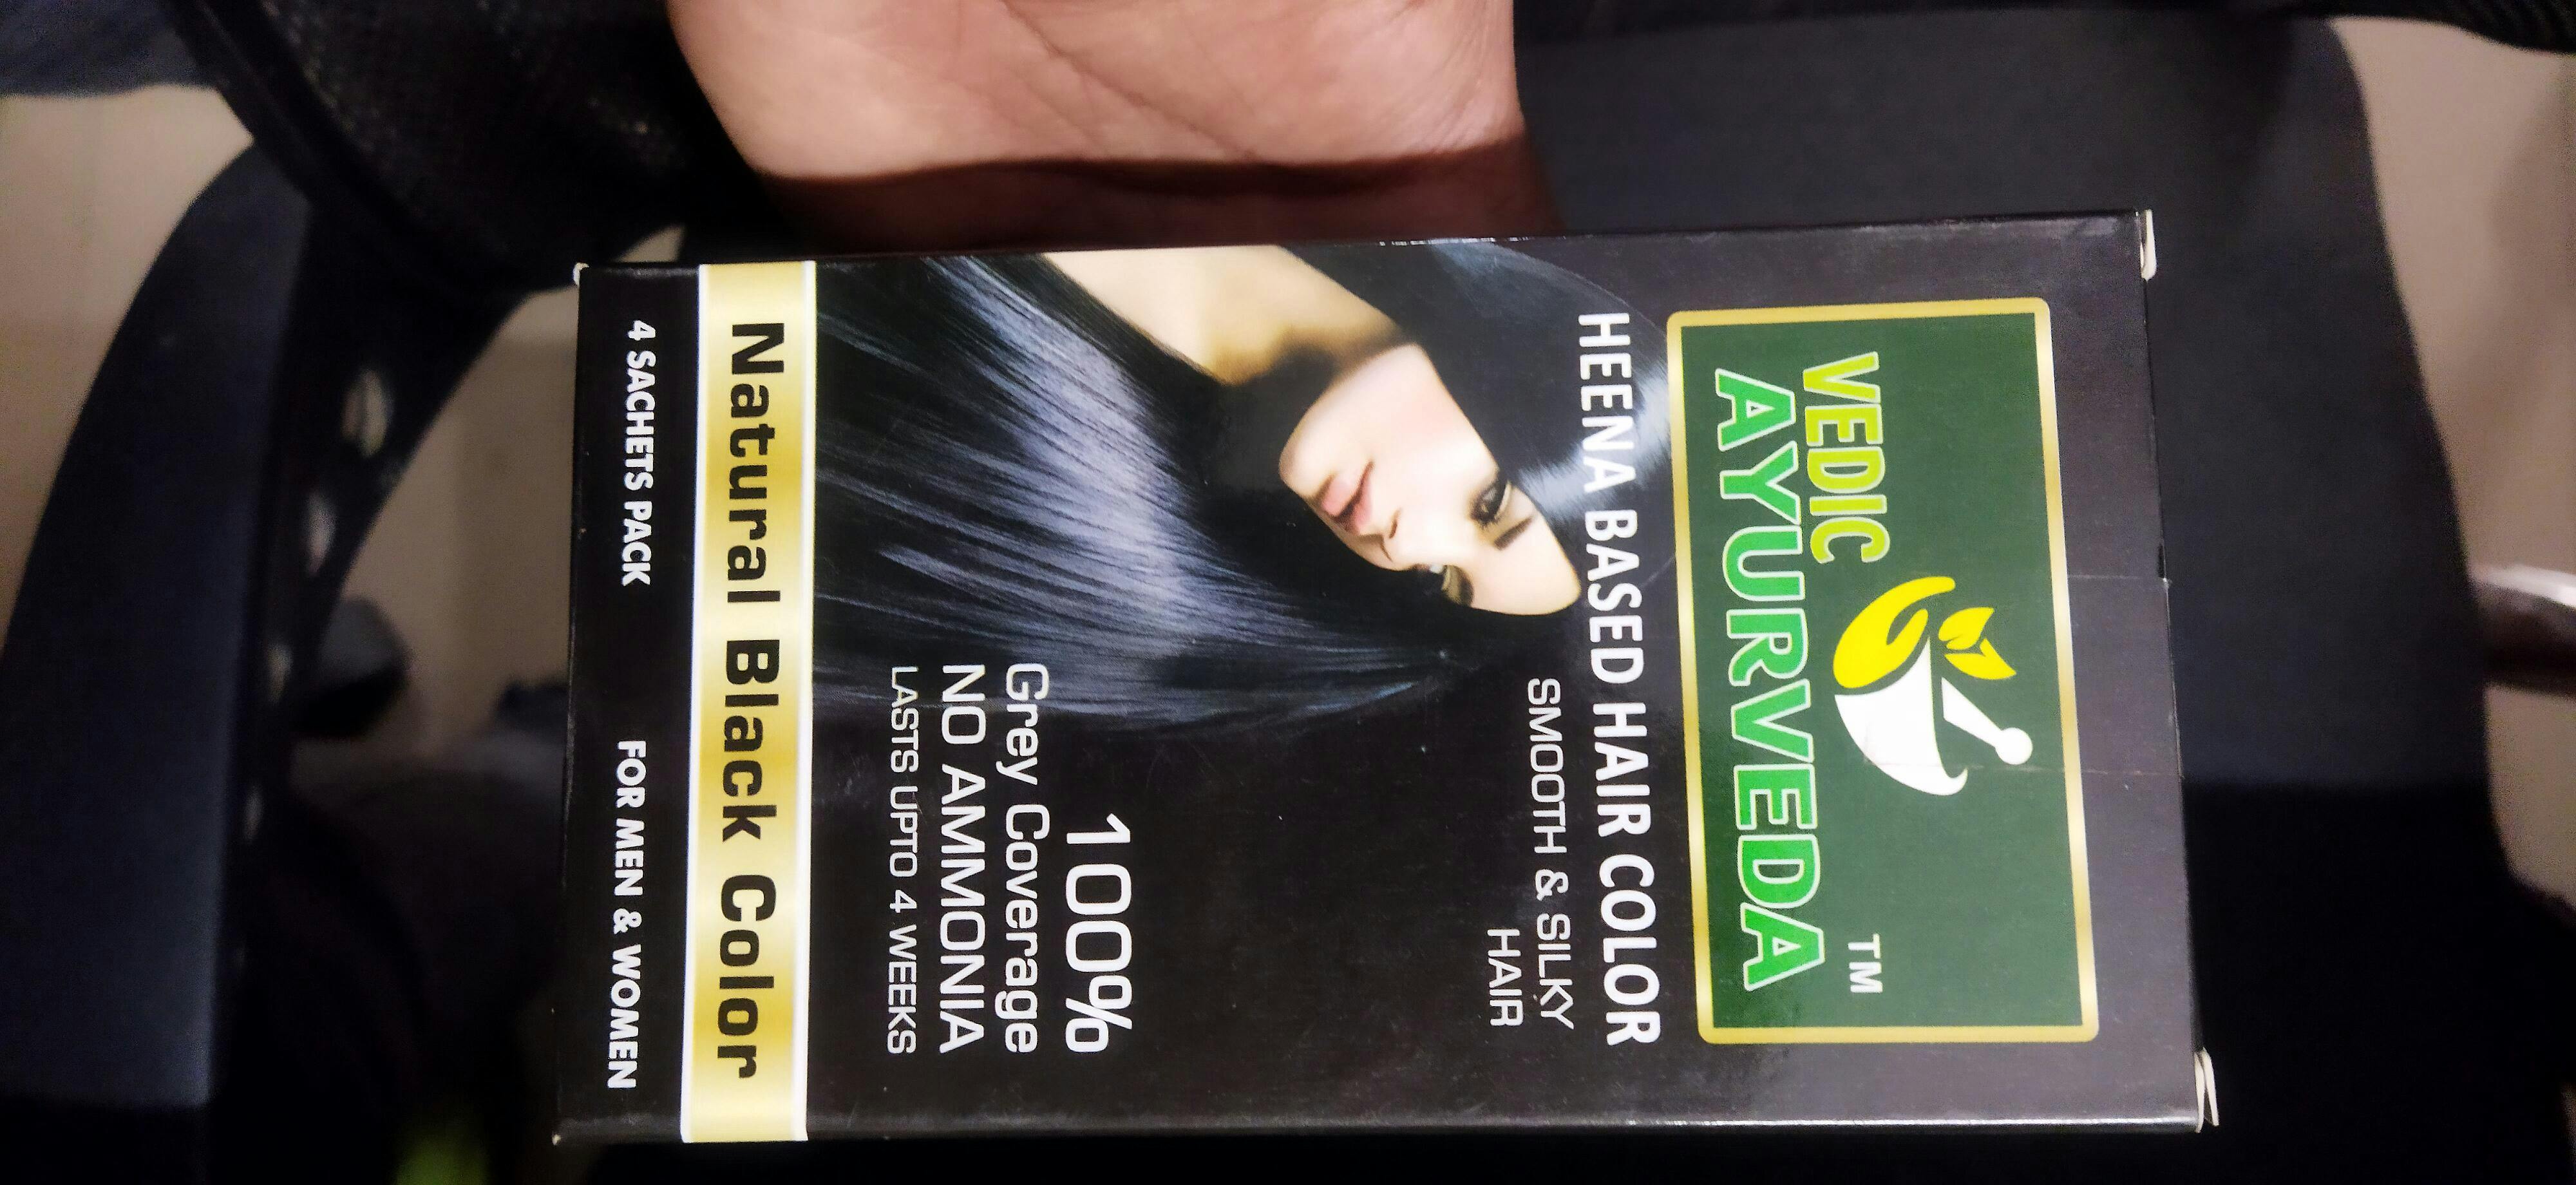 VEDIC
AYURVEDA
TM
HEENA BASED HAIR COLOR
SMOOTH & SILKY
HAIR
100%
Grey Coverage
NO AMMONIA
LASTS UPTO 4 WEEKS
Natural Black Color
4 SACHETS PACK FOR MEN & WOMEN